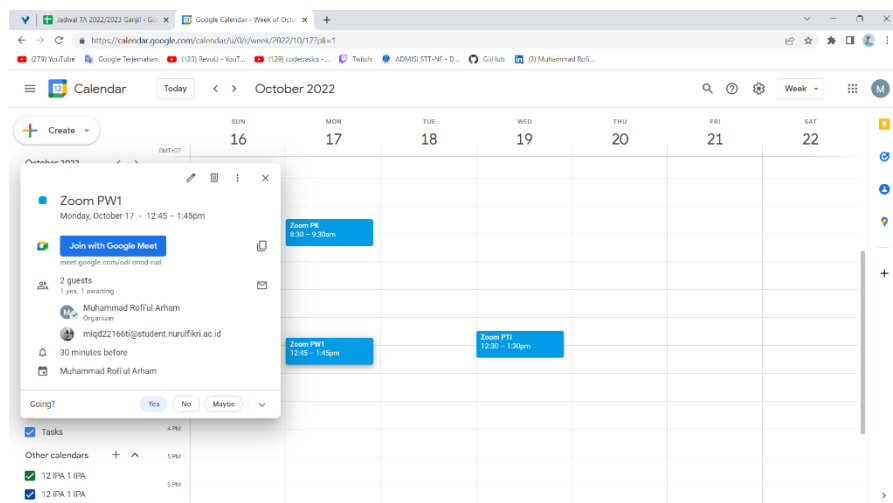 Jadwal TA 2022/2023 Ganjil - Goo
Google Calendar - Week of Octo
https://calendar.google.com/calendar/u/0/r/week/2022/10/17?pli=1
(279) YouTube
Google Terjemahan
(123) RevoU - YouT...
(129) codebasics -...
Twitch
ADMISI STT-NF - D...
GitHub
(3) Muhammad Rofi...
Calendar
Today
October 2022
Week
M
Create
October 2022
GMT+07
SUN
16
MON
17
TUE
18
WED
19
THU
20
FRI
21
SAT
22
Zoom PW1
Monday, October 17 · 12:45 – 1:45pm
Join with Google Meet
meet.google.com/odi-onod-rud
2 guests
1 yes, 1 awaiting
Muhammad Rofi'ul Arham
Organizer
miqd22166ti@student.nurulfikri.ac.id
30 minutes before
Muhammad Rofi'ul Arham
Going?
Yes
No
Maybe
Zoom PK
8:30 – 9:30am
Zoom PW1
12:45 – 1:45pm
Zoom PTI
12:30 – 1:30pm
Tasks
4 PM
Other calendars
5 PM
12 IPA 1 IPA
6 PM
12 IPA 1 IPA